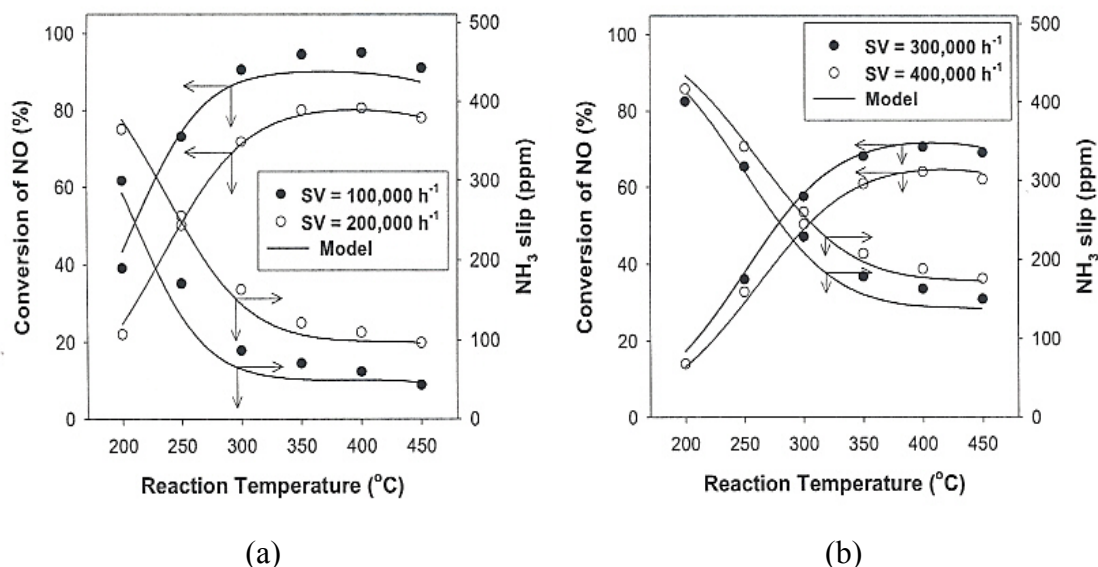 100
80
60
40
20
0
Conversion of NO (%)
500
400
300
200
100
0
NH3 slip (ppm)
SV = 100,000 h-1
SV = 200,000 h-1
Model
200 250 300 350 400 450
Reaction Temperature (oC)
(a)
100
80
60
40
20
0
Conversion of NO (%)
500
400
300
200
100
0
NH3 slip (ppm)
SV = 300,000 h-1
SV = 400,000 h-1
Model
200 250 300 350 400 450
Reaction Temperature (oC)
(b)